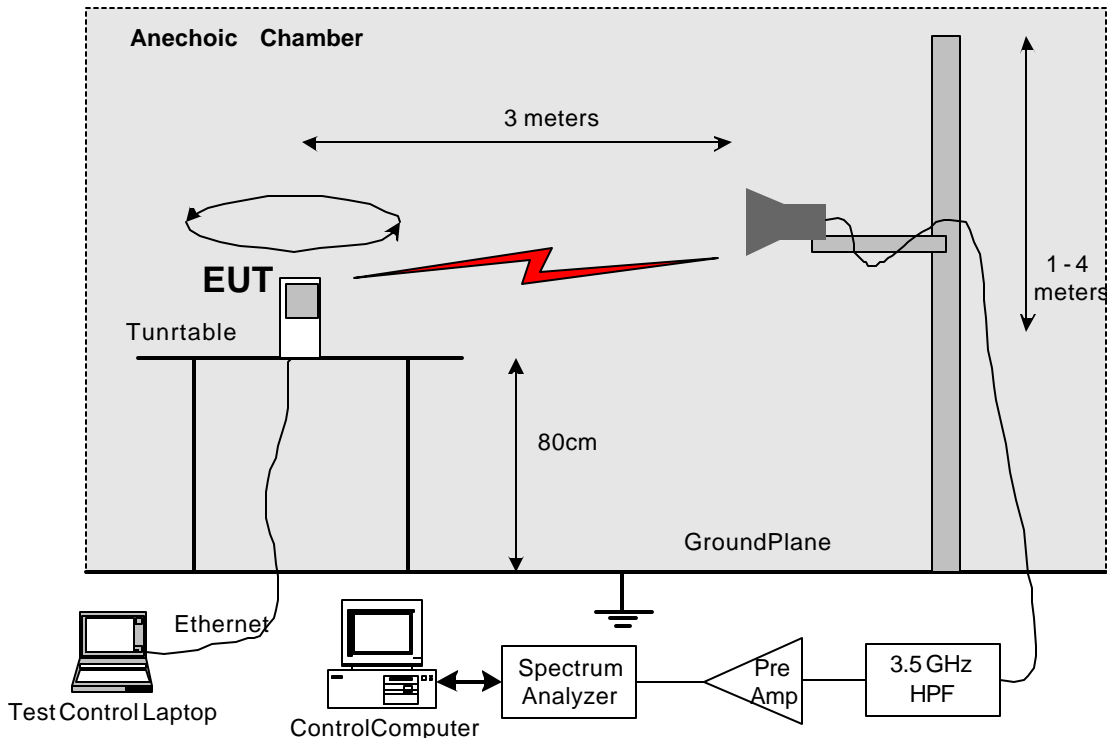 Anechoic Chamber
3 meters
EUT
1 - 4
meters
Tunrtable
80cm
GroundPlane
Ethernet
Spectrum
Analyzer
Pre
Amp
3.5 GHz
HPF
Test Control Laptop
ControlComputer